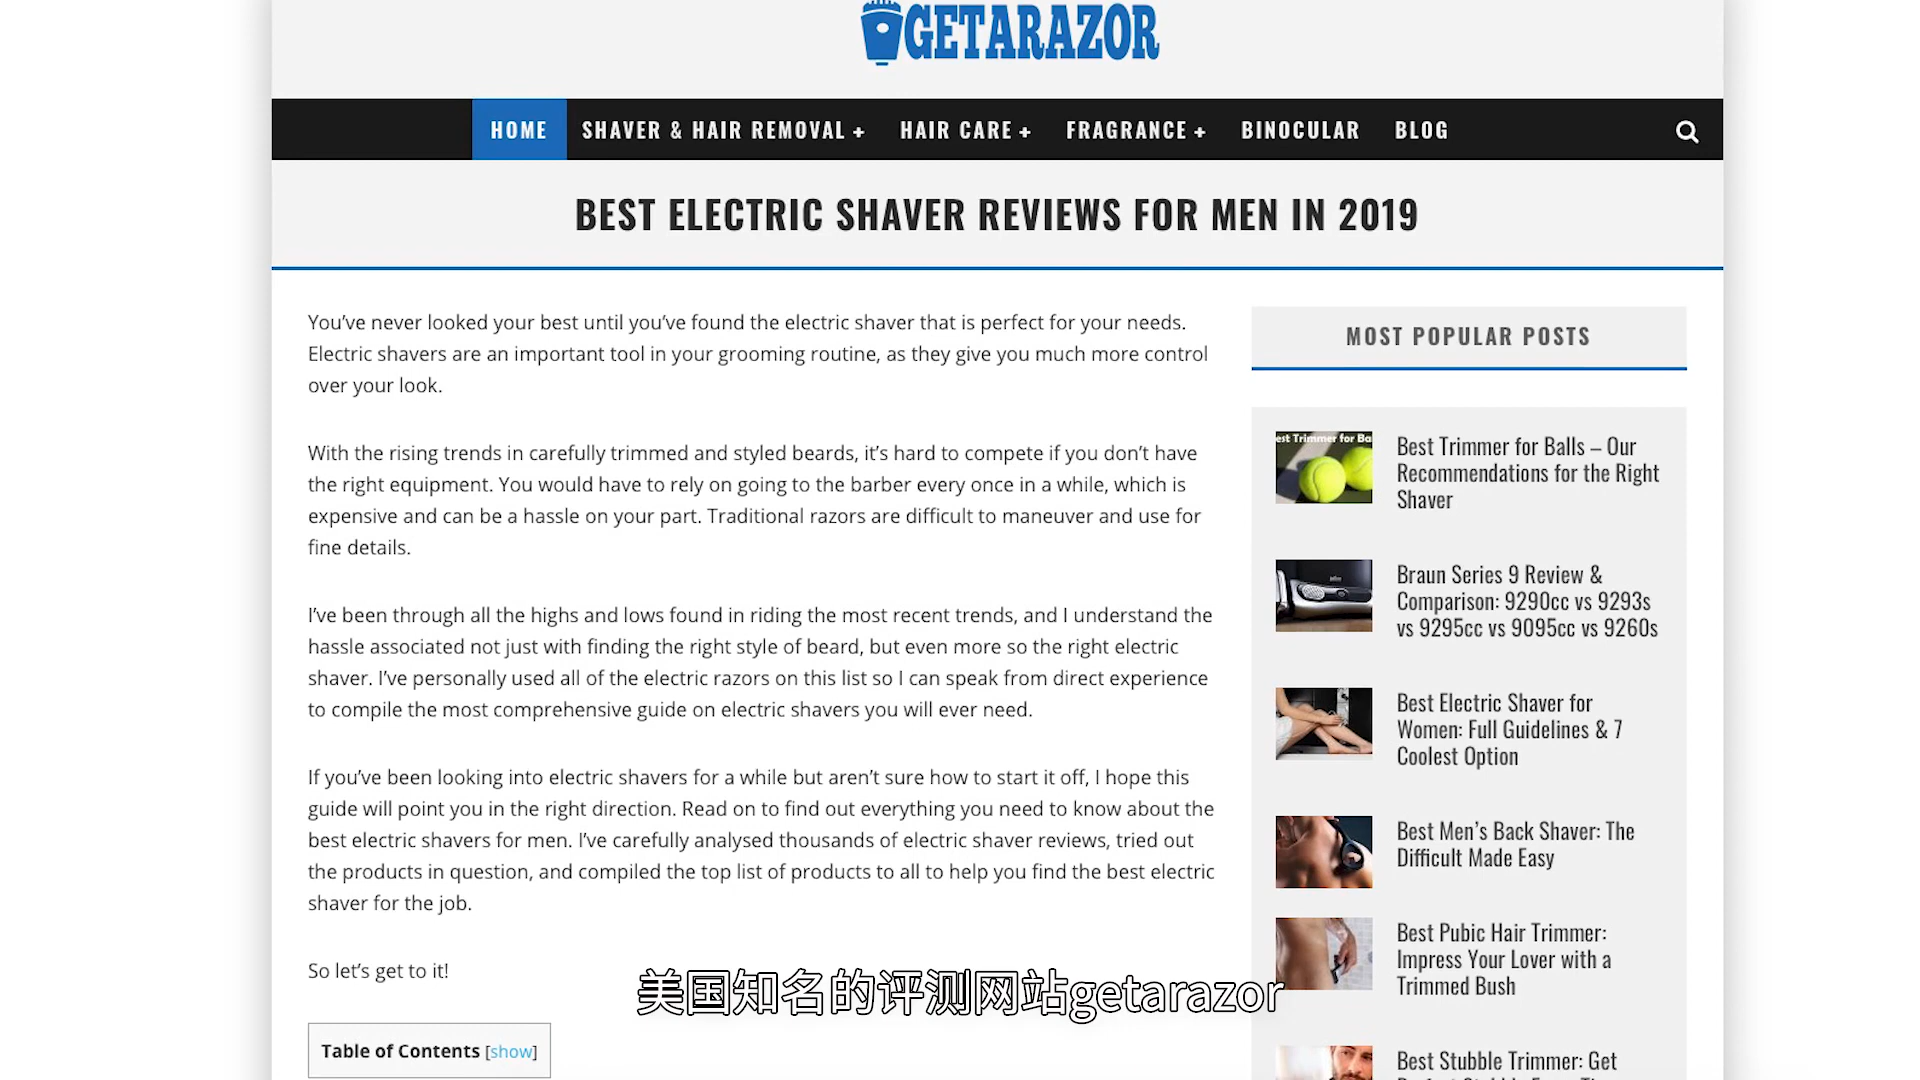 GETARAZOR
HOME
SHAVER & HAIR REMOVAL +
HAIR CARE +
FRAGRANCE +
BINOCULAR
BLOG
BEST ELECTRIC SHAVER REVIEWS FOR MEN IN 2019
You’ve never looked your best until you’ve found the electric shaver that is perfect for your needs.
Electric shavers are an important tool in your grooming routine, as they give you much more control
over your look.
With the rising trends in carefully trimmed and styled beards, it’s hard to compete if you don’t have
the right equipment. You would have to rely on going to the barber every once in a while, which is
expensive and can be a hassle on your part. Traditional razors are difficult to maneuver and use for
fine details.
I’ve been through all the highs and lows found in riding the most recent trends, and I understand the
hassle associated not just with finding the right style of beard, but even more so the right electric
shaver. I’ve personally used all of the electric razors on this list so I can speak from direct experience
to compile the most comprehensive guide on electric shavers you will ever need.
If you’ve been looking into electric shavers for a while but aren’t sure how to start it off, I hope this
guide will point you in the right direction. Read on to find out everything you need to know about the
best electric shavers for men. I’ve carefully analysed thousands of electric shaver reviews, tried out
the products in question, and compiled the top list of products to all to help you find the best electric
shaver for the job.
So let’s get to it!
Table of Contents [show]
MOST POPULAR POSTS
est Trimmer for Ba
Best Trimmer for Balls – Our
Recommendations for the Right
Shaver
Braun Series 9 Review &
Comparison: 9290cc vs 9293s
vs 9295cc vs 9095cc vs 9260s
Best Electric Shaver for
Women: Full Guidelines & 7
Coolest Option
Best Men’s Back Shaver: The
Difficult Made Easy
Best Pubic Hair Trimmer:
Impress Your Lover with a
Trimmed Bush
Best Stubble Trimmer: Get
美国知名的评测网站getarazor